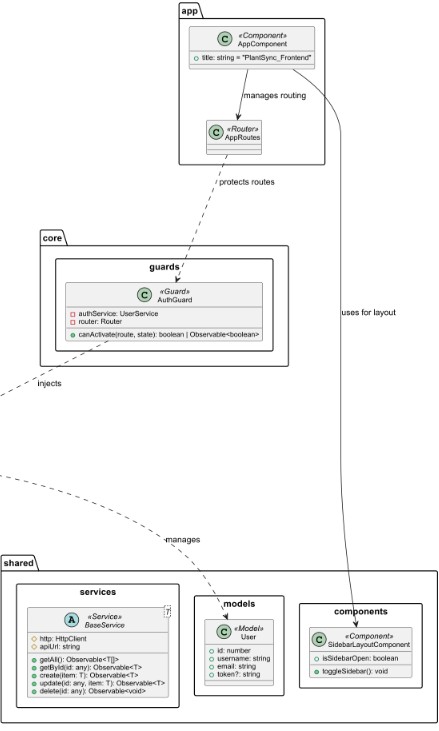 app
C «Component»
AppComponent
title: string = "PlantSync_Frontend"
manages routing
C «Router»
AppRoutes
protects routes
core
guards
C «Guard»
AuthGuard
authService: UserService
router: Router
canActivate(route, state): boolean | Observable<boolean>
uses for layout
injects
manages
shared
services
T
A «Service»
BaseService
http: HttpClient
apiUrl: string
getAll(): Observable<T[]>
getById(id: any): Observable<T>
create(item: T): Observable<T>
update(id: any, item: T): Observable<T>
delete(id: any): Observable<void>
models
C «Model»
User
id: number
username: string
email: string
token?: string
components
C «Component»
SidebarLayoutComponent
isSidebarOpen: boolean
toggleSidebar(): void